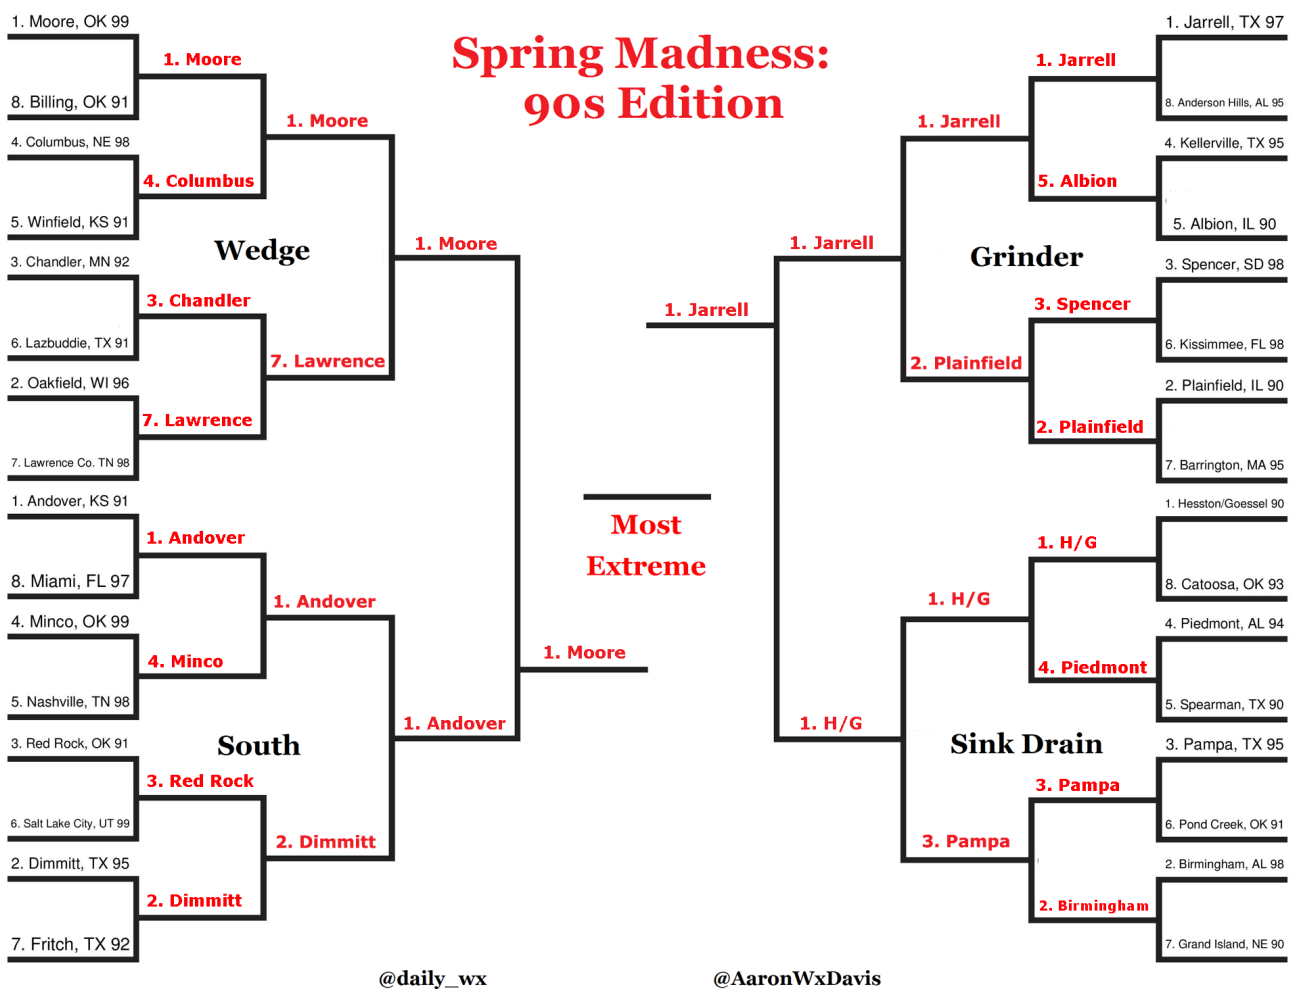 Spring Madness:
90s Edition
1. Moore, OK 99
8. Billing, OK 91
4. Columbus, NE 98
5. Winfield, KS 91
3. Chandler, MN 92
6. Lazbuddie, TX 91
2. Oakfield, WI 96
7. Lawrence Co. TN 98
1. Moore
4. Columbus
3. Chandler
7. Lawrence
1. Moore
7. Lawrence
1. Moore
Wedge
1. Andover, KS 91
8. Miami, FL 97
4. Minco, OK 99
5. Nashville, TN 98
3. Red Rock, OK 91
6. Salt Lake City, UT 99
2. Dimmitt, TX 95
7. Fritch, TX 92
1. Andover
4. Minco
3. Red Rock
2. Dimmitt
1. Andover
2. Dimmitt
1. Andover
South
1. Moore
1. Jarrell
Most
Extreme
1. Jarrell, TX 97
8. Anderson Hills, AL 95
4. Kellerville, TX 95
5. Albion, IL 90
3. Spencer, SD 98
6. Kissimmee, FL 98
2. Plainfield, IL 90
7. Barrington, MA 95
1. Jarrell
5. Albion
3. Spencer
2. Plainfield
1. Jarrell
2. Plainfield
1. Jarrell
Grinder
1. Hesston/Goessel 90
8. Catoosa, OK 93
4. Piedmont, AL 94
5. Spearman, TX 90
3. Pampa, TX 95
6. Pond Creek, OK 91
2. Birmingham, AL 98
7. Grand Island, NE 90
1. H/G
4. Piedmont
3. Pampa
2. Birmingham
1. H/G
3. Pampa
1. H/G
Sink Drain
@daily_wx
@AaronWxDavis